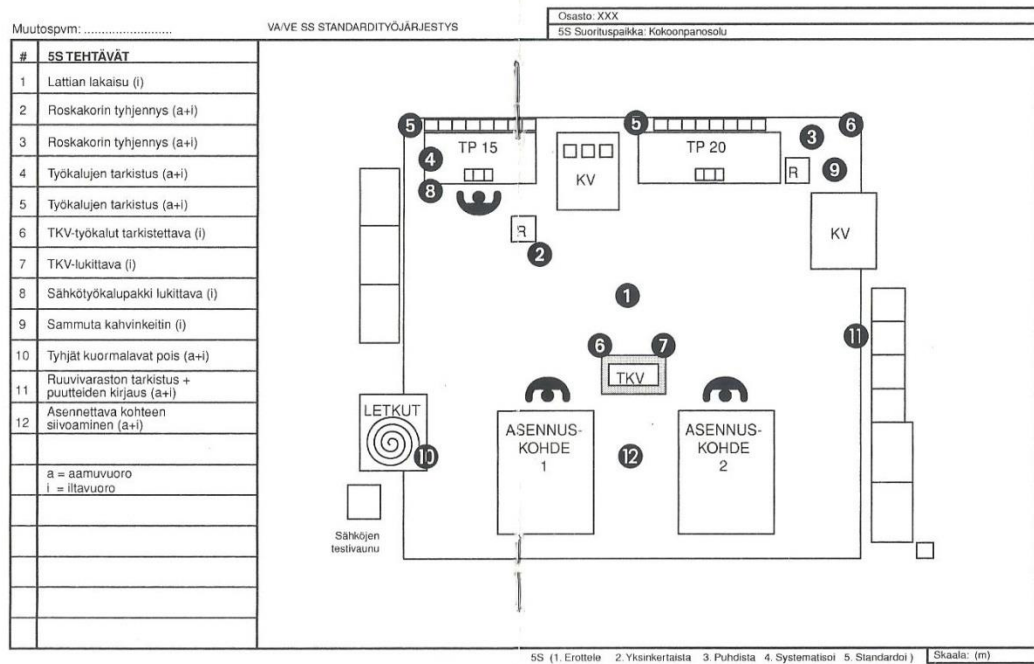 Muutospvm: ..........................
VA/VE SS STANDARDITYÖJÄRJESTYS
Osasto: XXX
5S Suorituspaikka: Kokoonpanosolu
# 5S TEHTÄVÄT
1 Lattian lakaisu (i)
2 Roskakorin tyhjennys (a+i)
3 Roskakorin tyhjennys (a+i)
4 Työkalujen tarkistus (a+i)
5 Työkalujen tarkistus (a+i)
6 TKV-työkalut tarkistettava (i)
7 TKV-lukittava (i)
8 Sähkötyökalupakki lukittava (i)
9 Sammuta kahvinkeitin (i)
10 Tyhjät kuormalavat pois (a+i)
11 Ruuvivaraston tarkistus +
puutteiden kirjaus (a+i)
12 Asennettava kohteen
siivoaminen (a+i)
a = aamuvuoro
i = iltavuoro
5
5
3
6
TP 15
TP 20
4
KV
R
9
8
R
KV
2
1
11
6
7
TKV
LETKUT
10
ASENNUS-
KOHDE
1
12
ASENNUS-
KOHDE
2
Sähköjen
testivaunu
5S (1. Erottele 2. Yksinkertaista 3. Puhdista 4. Systematisoi 5. Standardoi )
Skaala: (m)